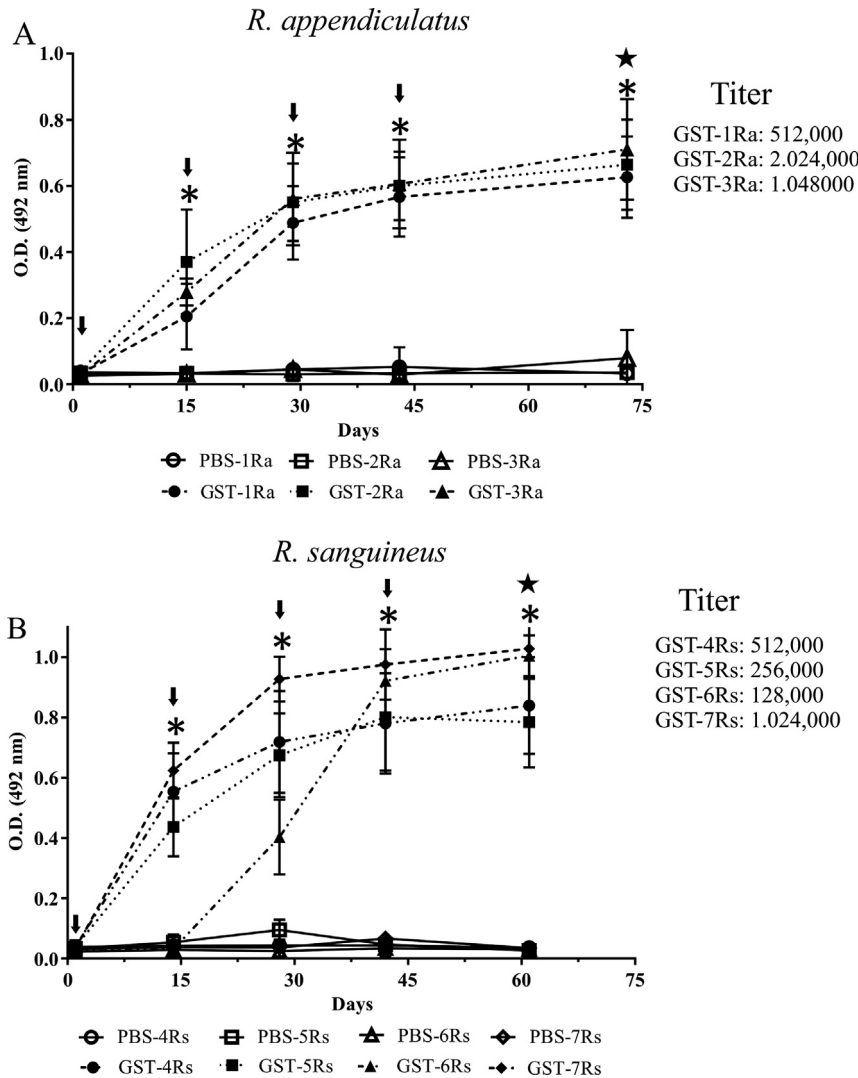 A
R. appendiculatus
1.0
0.8
0.6
0.4
0.2
0.0
O.D. (492 nm)
0 15 30 45 60 75
Days
Titer
GST-1Ra: 512,000
GST-2Ra: 2.024,000
GST-3Ra: 1.048000
PBS-1Ra PBS-2Ra PBS-3Ra
GST-1Ra GST-2Ra GST-3Ra
R. sanguineus
B
1.0
0.8
0.6
0.4
0.2
0.0
O.D. (492 nm)
0 15 30 45 60 75
Days
Titer
GST-4Rs: 512,000
GST-5Rs: 256,000
GST-6Rs: 128,000
GST-7Rs: 1.024,000
PBS-4Rs PBS-5Rs PBS-6Rs PBS-7Rs
GST-4Rs GST-5Rs GST-6Rs GST-7Rs